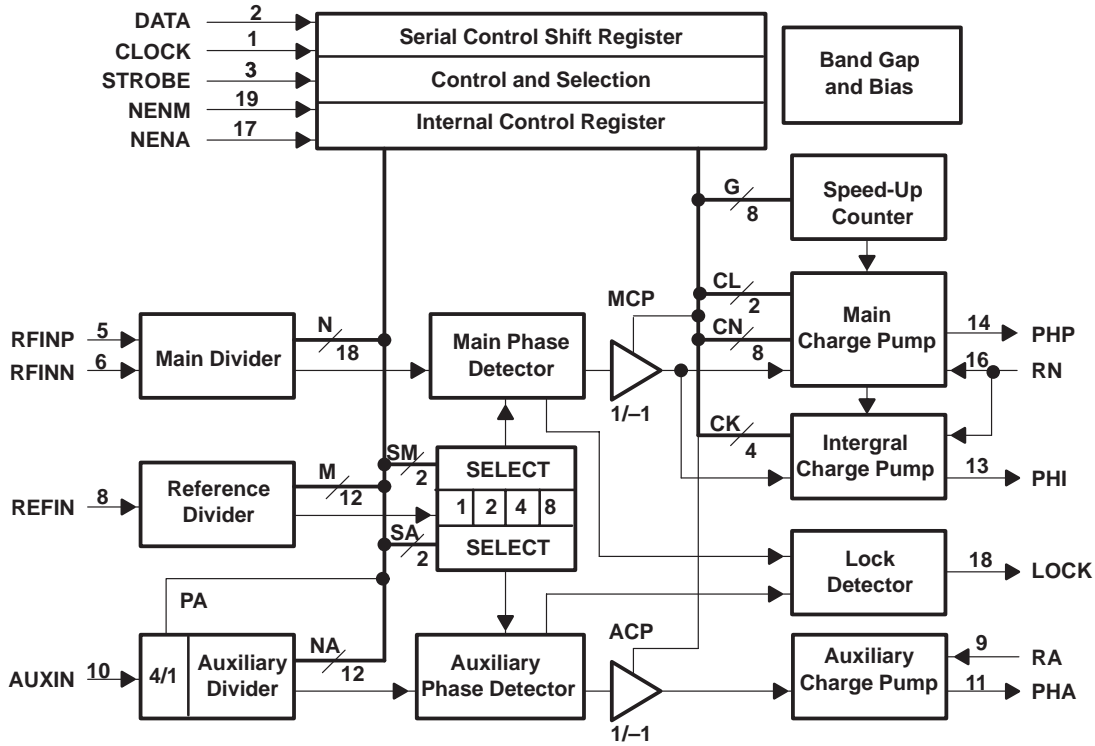 DATA 2
CLOCK 1
STROBE 3
NENM 19
NENA 17
Serial Control Shift Register
Control and Selection
Internal Control Register
Band Gap
and Bias
G
8
Speed-Up
Counter
CL
2
CN
8
Main
Charge Pump
14 PHP
16 RN
MCP
1/–1
RFINP 5
RFINN 6
Main Divider
N
18
Main Phase
Detector
CK
4
Intergral
Charge Pump
13 PHI
REFIN 8
Reference
Divider
M
12
SM
2
SELECT
1 2 4 8
SA
2
SELECT
Lock
Detector
18 LOCK
PA
AUXIN 10
4/1
Auxiliary
Divider
NA
12
Auxiliary
Phase Detector
ACP
1/–1
Auxiliary
Charge Pump
9 RA
11 PHA